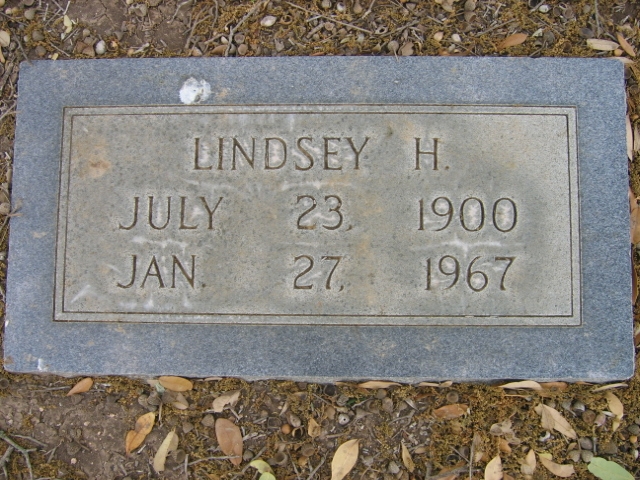 LINDSEY H.
JULY 23, 1900
JAN. 27, 1967